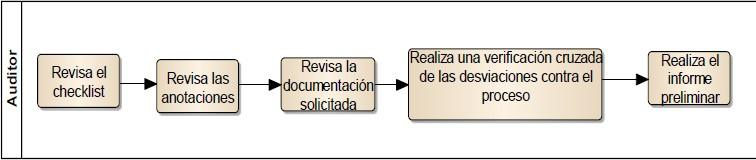 Auditor
Revisa el
checklist
Revisa las
anotaciones
Revisa la
documentación
solicitada
Realiza una verificación cruzada
de las desviaciones contra el
proceso
Realiza el
informe
preliminar